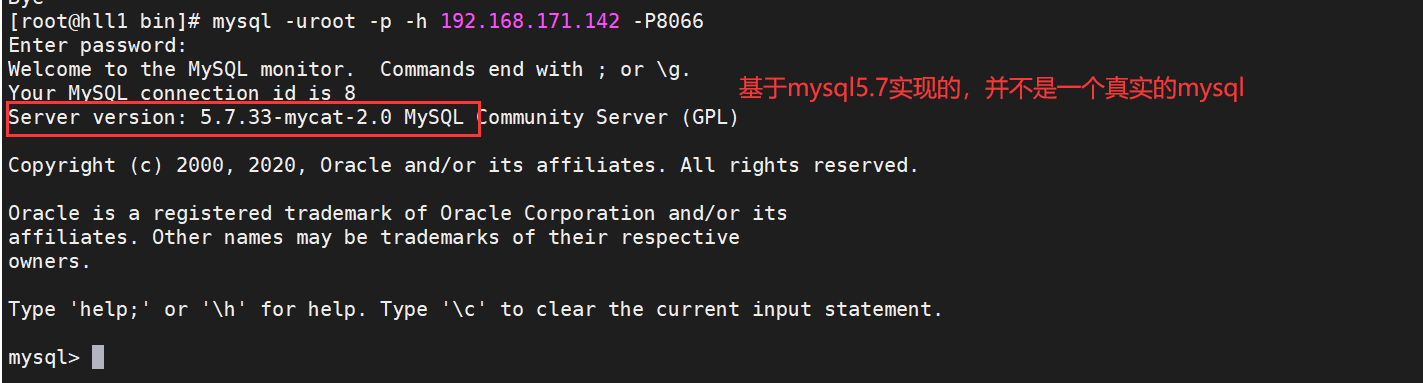 Bye
[root@hll1 bin]# mysql -uroot -p -h 192.168.171.142 -P8066
Enter password:
Welcome to the MySQL monitor.  Commands end with ; or \g.
Your MySQL connection id is 8
基于mysql5.7实现的，并不是一个真实的mysql
Server version: 5.7.33-mycat-2.0 MySQL Community Server (GPL)
Copyright (c) 2000, 2020, Oracle and/or its affiliates. All rights reserved.
Oracle is a registered trademark of Oracle Corporation and/or its
affiliates. Other names may be trademarks of their respective
owners.
Type 'help;' or '\h' for help. Type '\c' to clear the current input statement.
mysql>